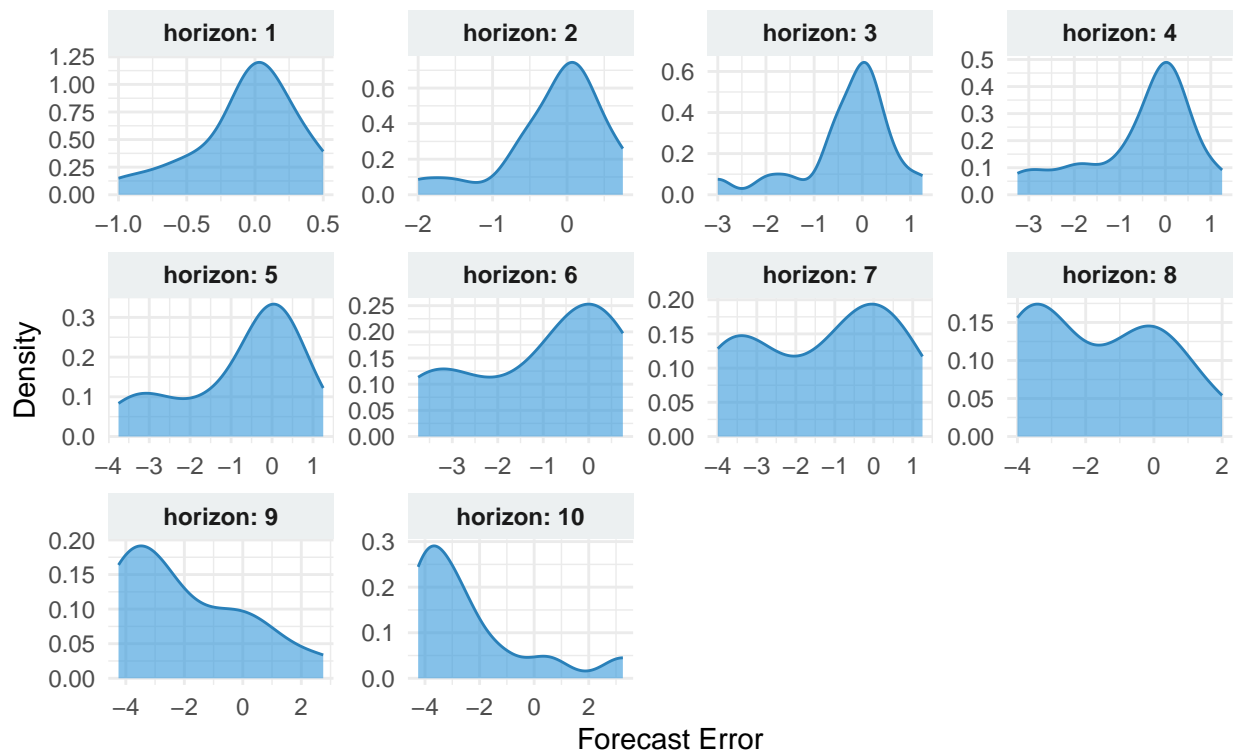 horizon: 1
horizon: 2
horizon: 3
horizon: 4
1.25
1.00
0.75
0.50
0.25
0.00
−1.0 −0.5 0.0 0.5
0.6
0.4
0.2
0.0
−2 −1 0
0.6
0.4
0.2
0.0
−3 −2 −1 0 1
0.5
0.4
0.3
0.2
0.1
0.0
−3 −2 −1 0 1
horizon: 5
horizon: 6
horizon: 7
horizon: 8
0.3
0.2
0.1
0.0
−4 −3 −2 −1 0 1
0.25
0.20
0.15
0.10
0.05
0.00
−3 −2 −1 0
0.20
0.15
0.10
0.05
0.00
−4 −3 −2 −1 0 1
0.15
0.10
0.05
0.00
−4 −2 0 2
horizon: 9
horizon: 10
0.20
0.15
0.10
0.05
0.00
−4 −2 0 2
0.3
0.2
0.1
0.0
−4 −2 0 2
Density
Forecast Error